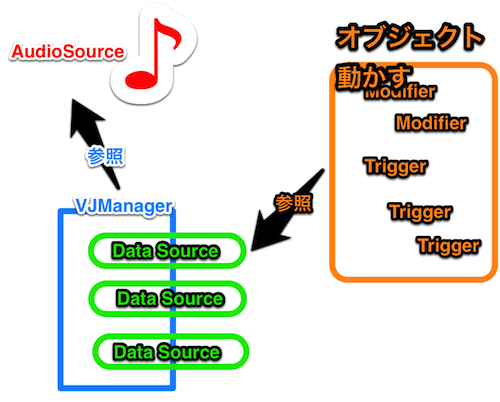 AudioSource
オブジェクト
動かす
Modifier
Modifier
参照
Trigger
VJManager
参照
Trigger
Trigger
Data Source
Data Source
Data Source